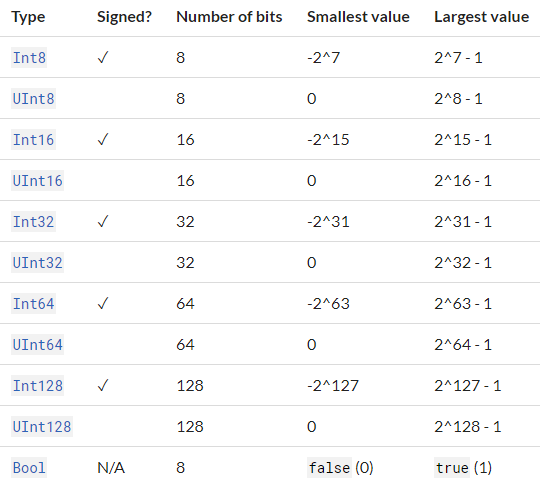 Type Signed? Number of bits Smallest value Largest value
Int8 ✓ 8 -2^7 2^7 - 1
UInt8 8 0 2^8 - 1
Int16 ✓ 16 -2^15 2^15 - 1
UInt16 16 0 2^16 - 1
Int32 ✓ 32 -2^31 2^31 - 1
UInt32 32 0 2^32 - 1
Int64 ✓ 64 -2^63 2^63 - 1
UInt64 64 0 2^64 - 1
Int128 ✓ 128 -2^127 2^127 - 1
UInt128 128 0 2^128 - 1
Bool N/A 8 false (0) true (1)